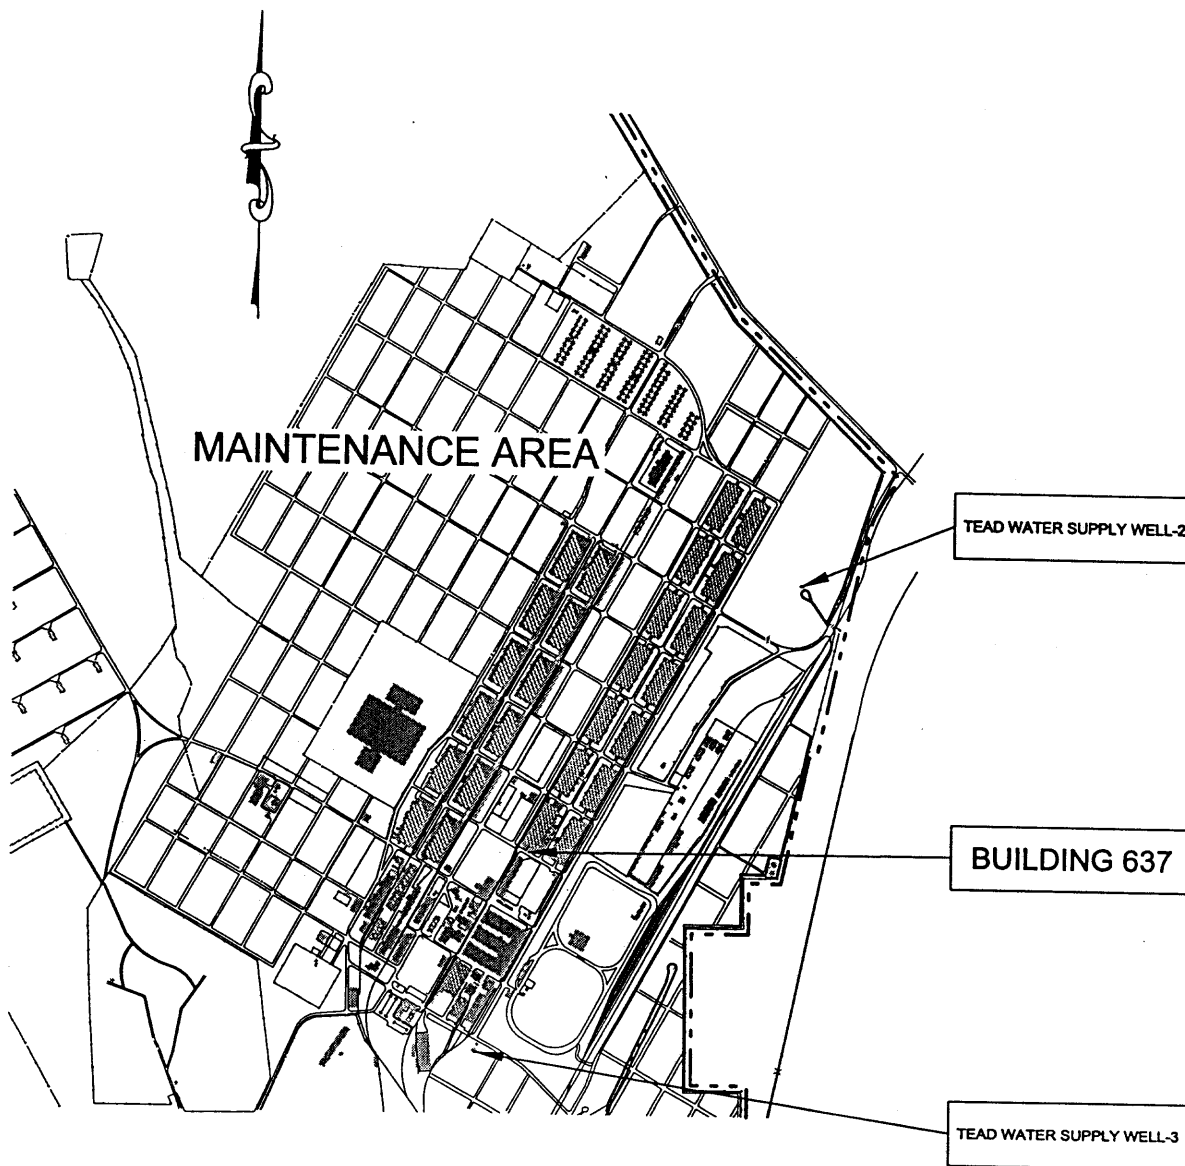 MAINTENANCE AREA
TEAD WATER SUPPLY WELL-2
BUILDING 637
TEAD WATER SUPPLY WELL-3